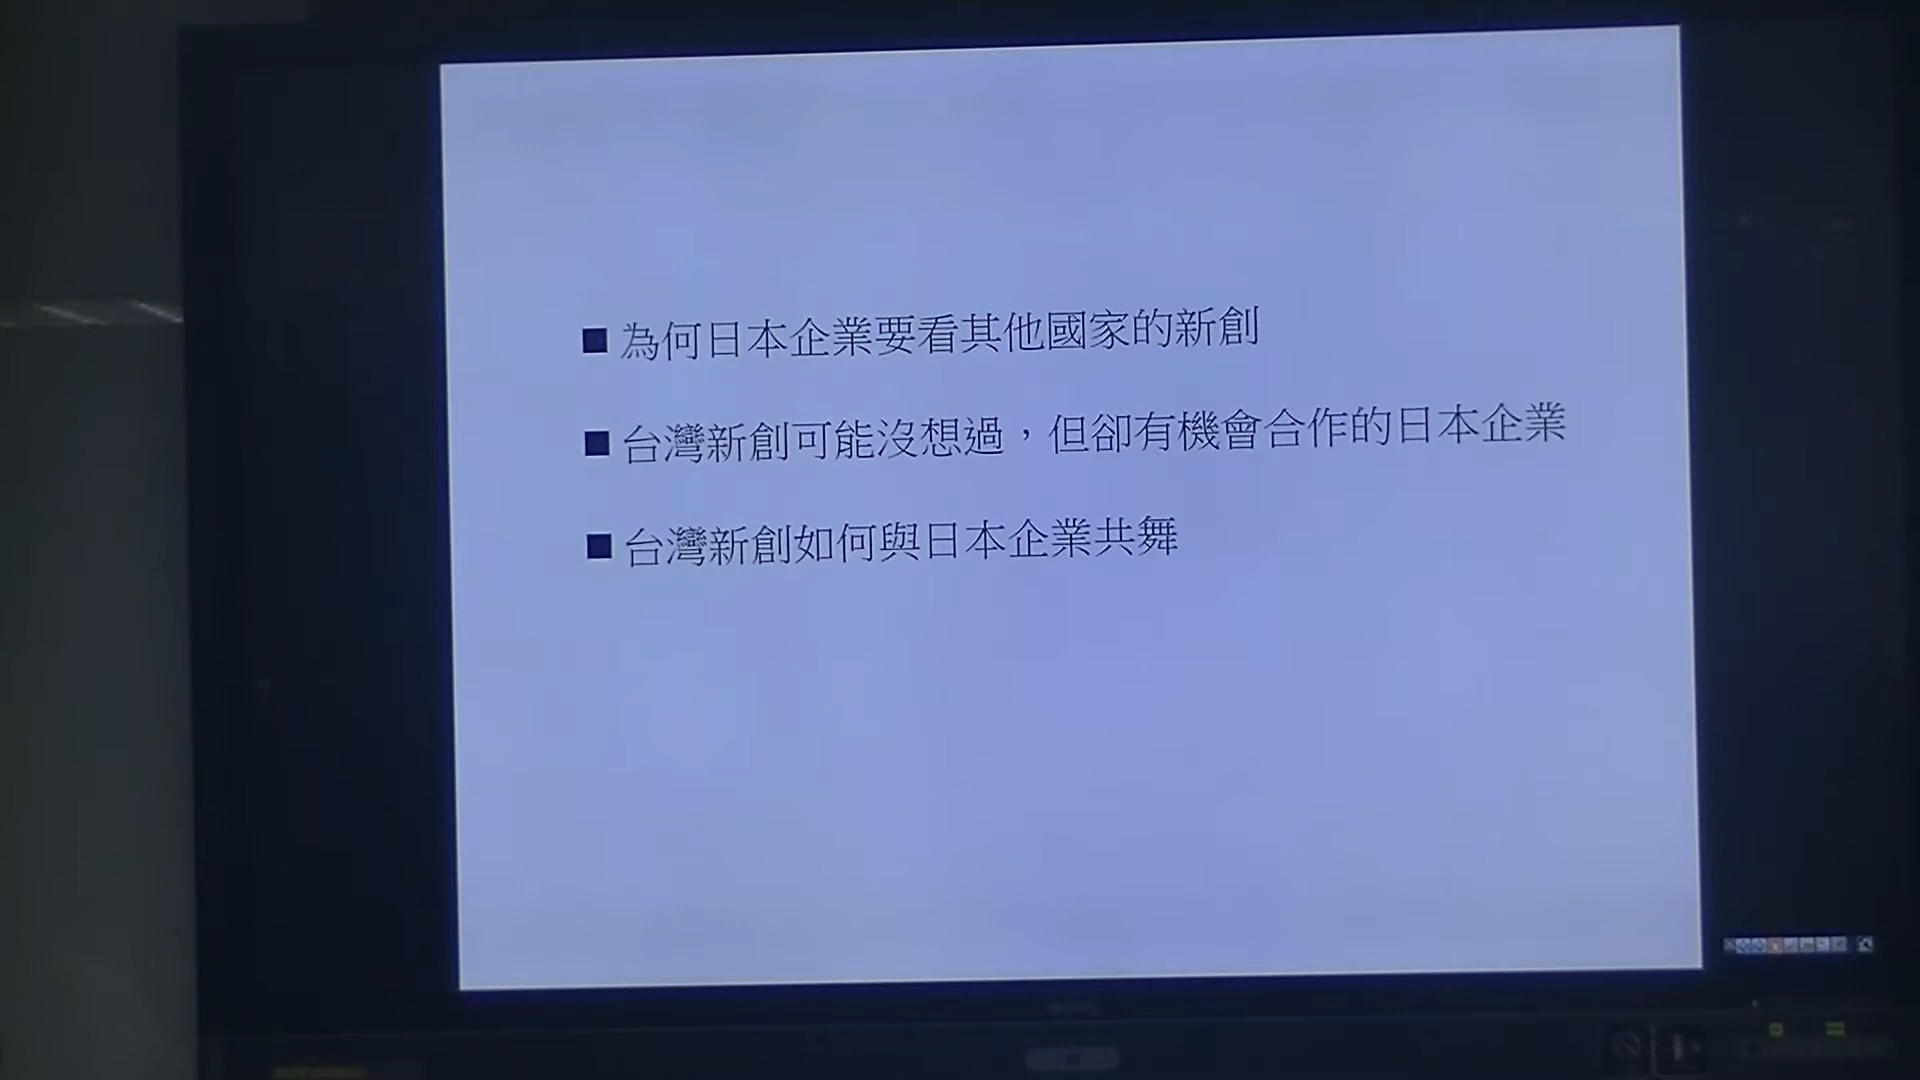 ■ 為何日本企業要看其他國家的新創
■ 台灣新創可能沒想過，但卻有機會合作的日本企業
■ 台灣新創如何與日本企業共舞